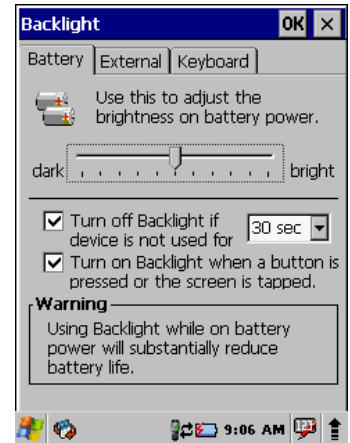 Backlight OK ×
Battery External Keyboard
Use this to adjust the
brightness on battery power.
dark bright
Turn off Backlight if
device is not used for 30 sec
Turn on Backlight when a button is
pressed or the screen is tapped.
Warning
Using Backlight while on battery
power will substantially reduce
battery life.
9:06 AM 123